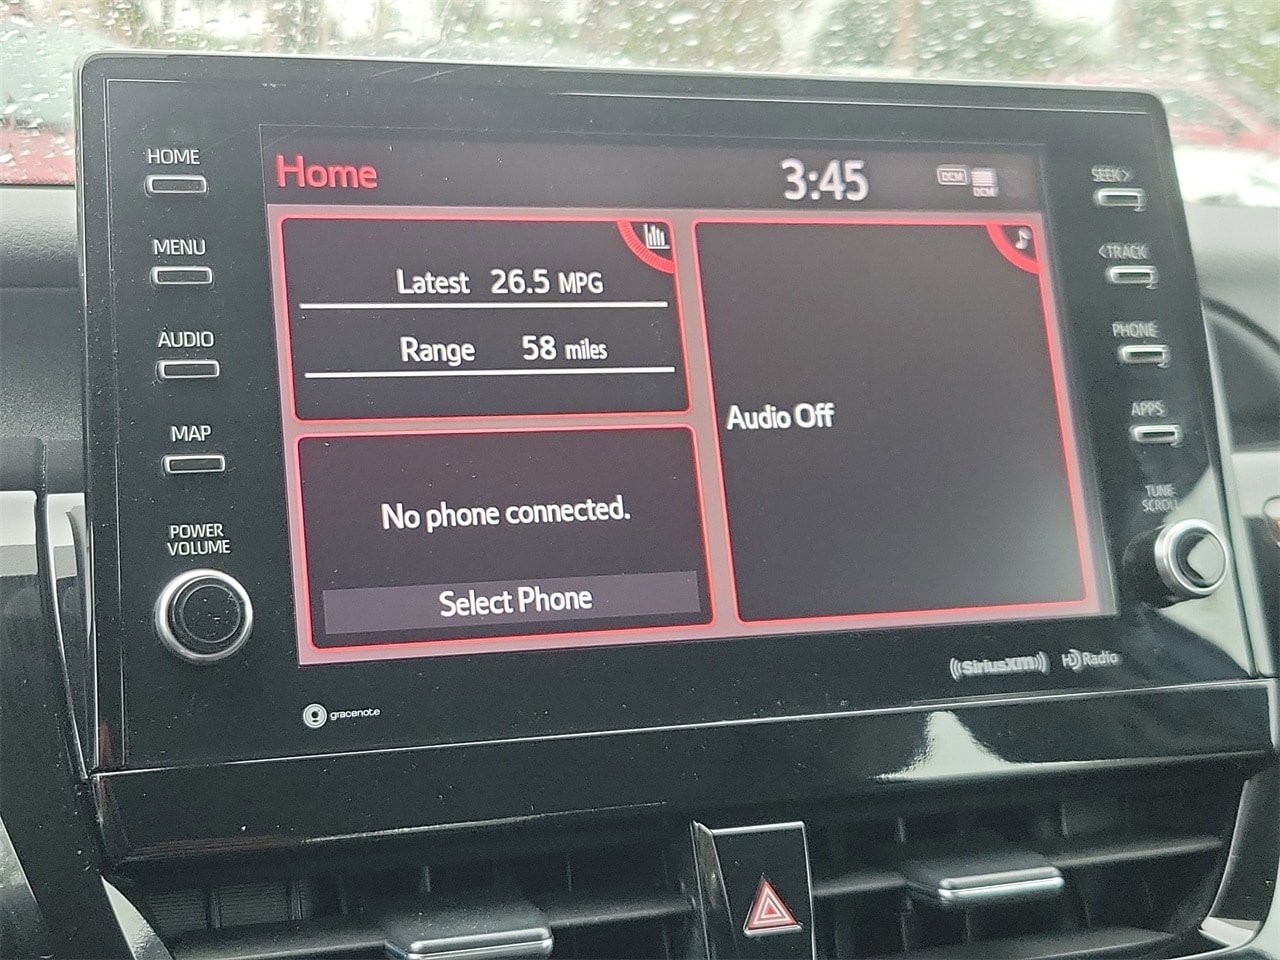 HOME
MENU
AUDIO
MAP
POWER
VOLUME
Home
3:45
DCM
DCM
Latest 26.5 MPG
Range 58 miles
No phone connected.
Select Phone
Audio Off
SEEK >
< TRACK
PHONE
APPS
TUNE
SCROLL
gracenote
((SiriusXM))
HD Radio